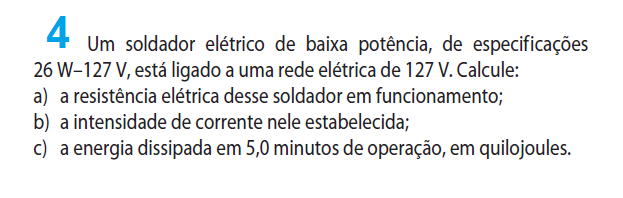 4 Um soldador elétrico de baixa potência, de especificações
26 W–127 V, está ligado a uma rede elétrica de 127 V. Calcule:
a) a resistência elétrica desse soldador em funcionamento;
b) a intensidade de corrente nele estabelecida;
c) a energia dissipada em 5,0 minutos de operação, em quilojoules.